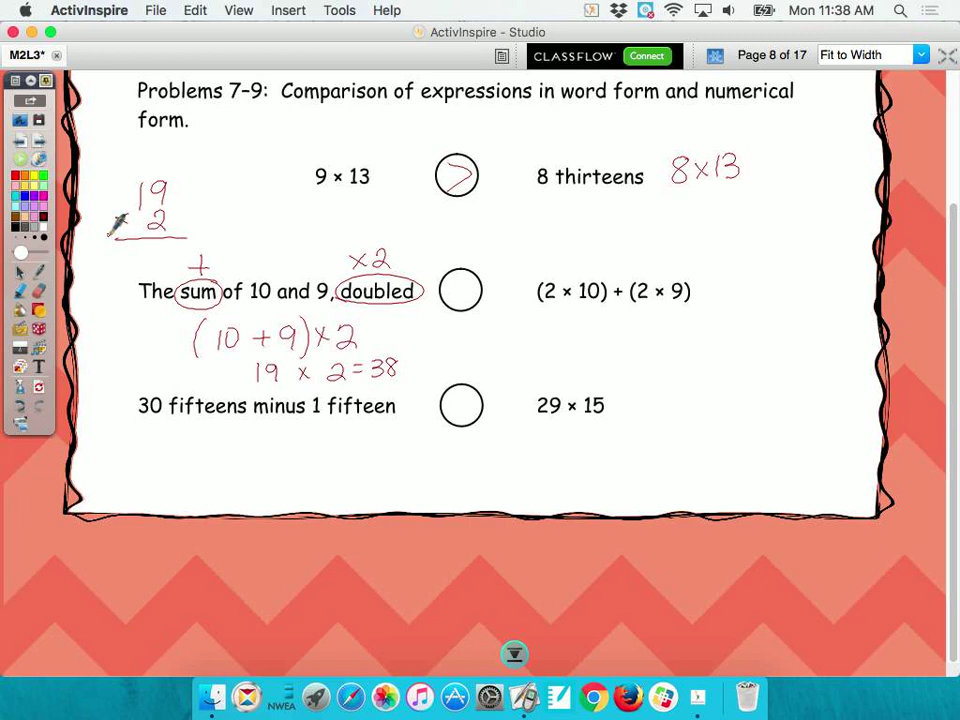 ActivInspire File Edit View Insert Tools Help Mon 11:38 AM
ActivInspire - Studio
M2L3* CLASSFLOW Connect Page 8 of 17 Fit to Width
Problems 7–9: Comparison of expressions in word form and numerical
form.
9 × 13 > 8 thirteens 8x13
19
x 2
+ x2
The sum of 10 and 9, doubled (2 × 10) + (2 × 9)
(10 + 9) x 2
19 x 2 = 38
30 fifteens minus 1 fifteen 29 × 15
NWEA